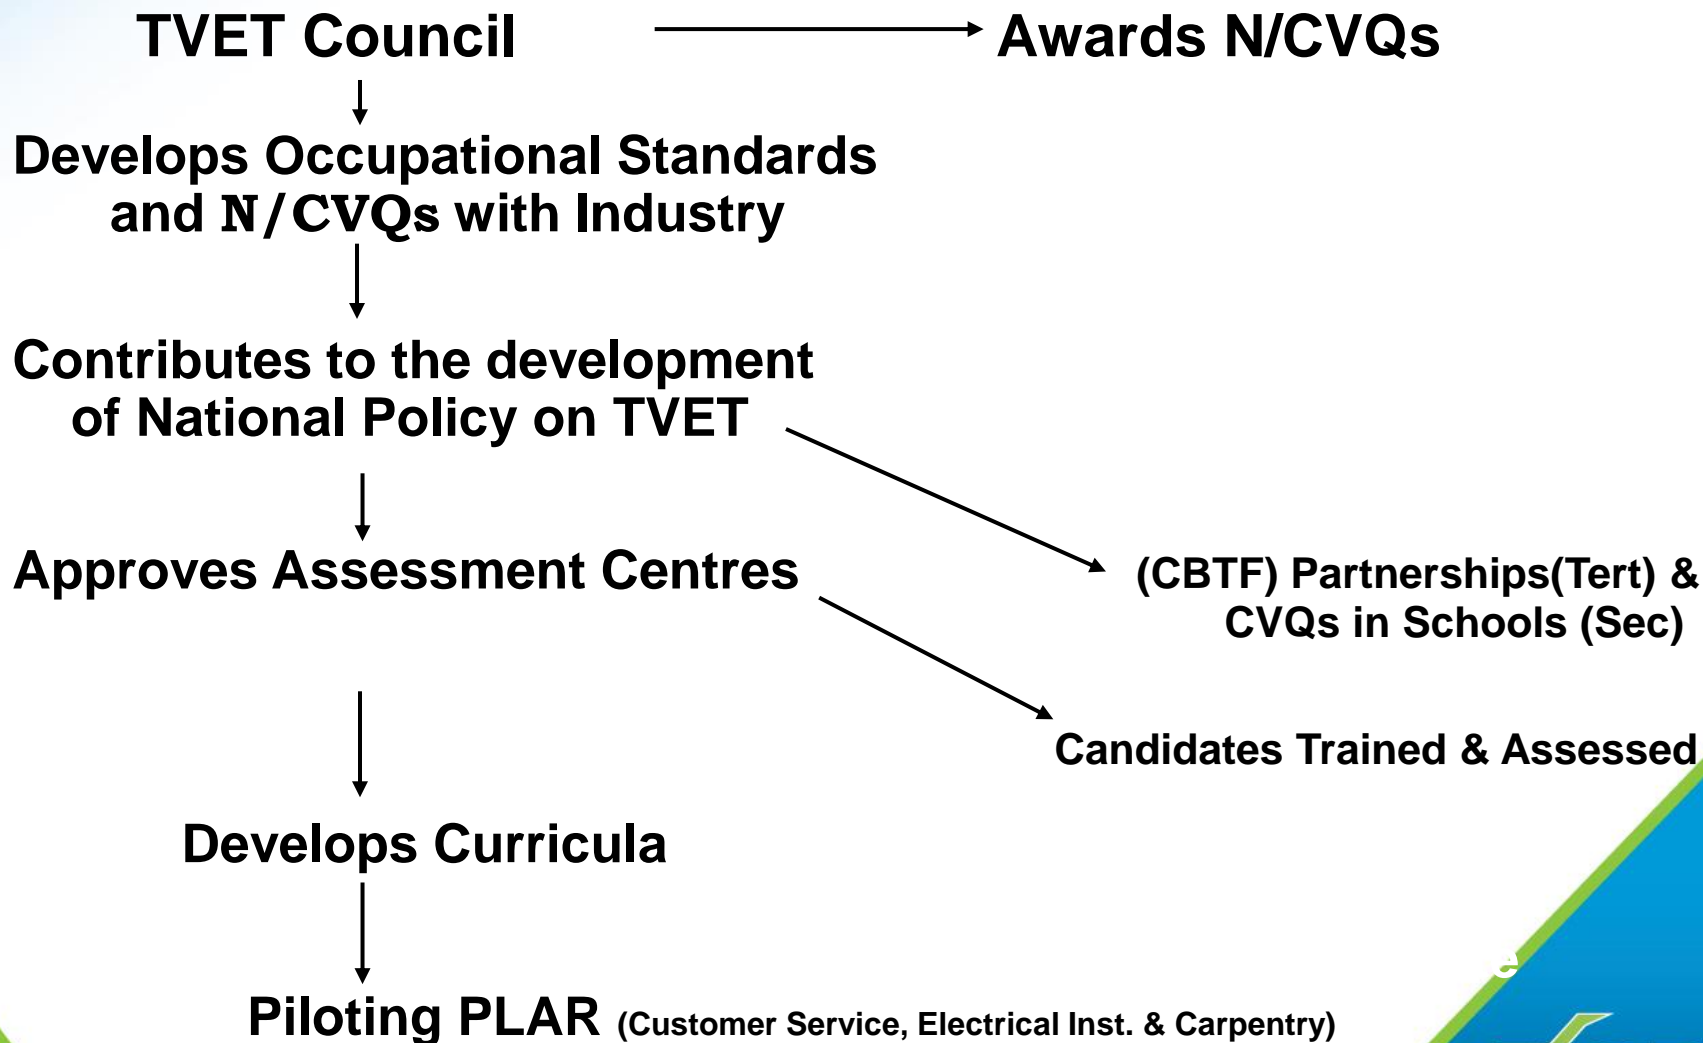 TVET Council
Awards N/CVQs
Develops Occupational Standards
and N/CVQs with Industry
Contributes to the development
of National Policy on TVET
Approves Assessment Centres
(CBTF) Partnerships(Tert) &
CVQs in Schools (Sec)
Candidates Trained & Assessed
Develops Curricula
Piloting PLAR (Customer Service, Electrical Inst. & Carpentry)